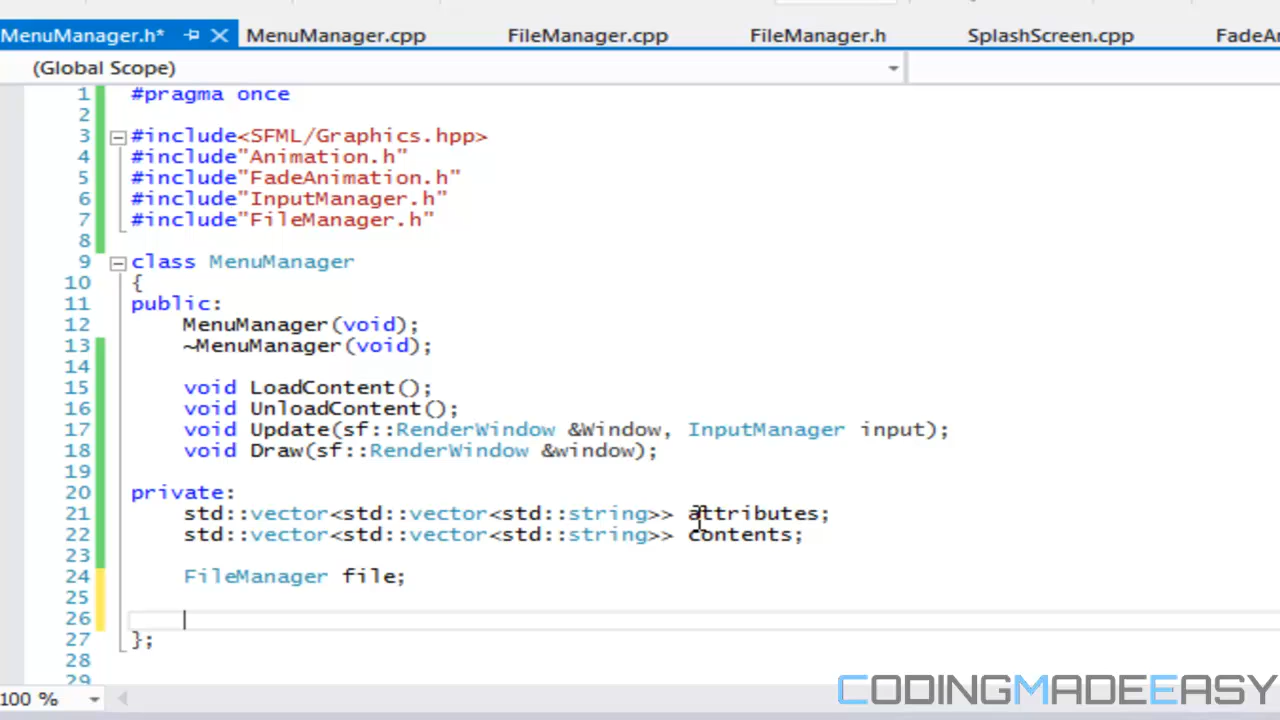 MenuManager.h* MenuManager.cpp FileManager.cpp FileManager.h SplashScreen.cpp
(Global Scope)
1 #pragma once
2
3 #include<SFML/Graphics.hpp>
4 #include"Animation.h"
5 #include"FadeAnimation.h"
6 #include"InputManager.h"
7 #include"FileManager.h"
8
9 class MenuManager
10 {
11 public:
12 MenuManager(void);
13 ~MenuManager(void);
14
15 void LoadContent();
16 void UnloadContent();
17 void Update(sf::RenderWindow &Window, InputManager input);
18 void Draw(sf::RenderWindow &window);
19
20 private:
21 std::vector<std::vector<std::string>> attributes;
22 std::vector<std::vector<std::string>> contents;
23
24 FileManager file;
25
26
27 };
28
29
100 %
CODINGMADEEASY